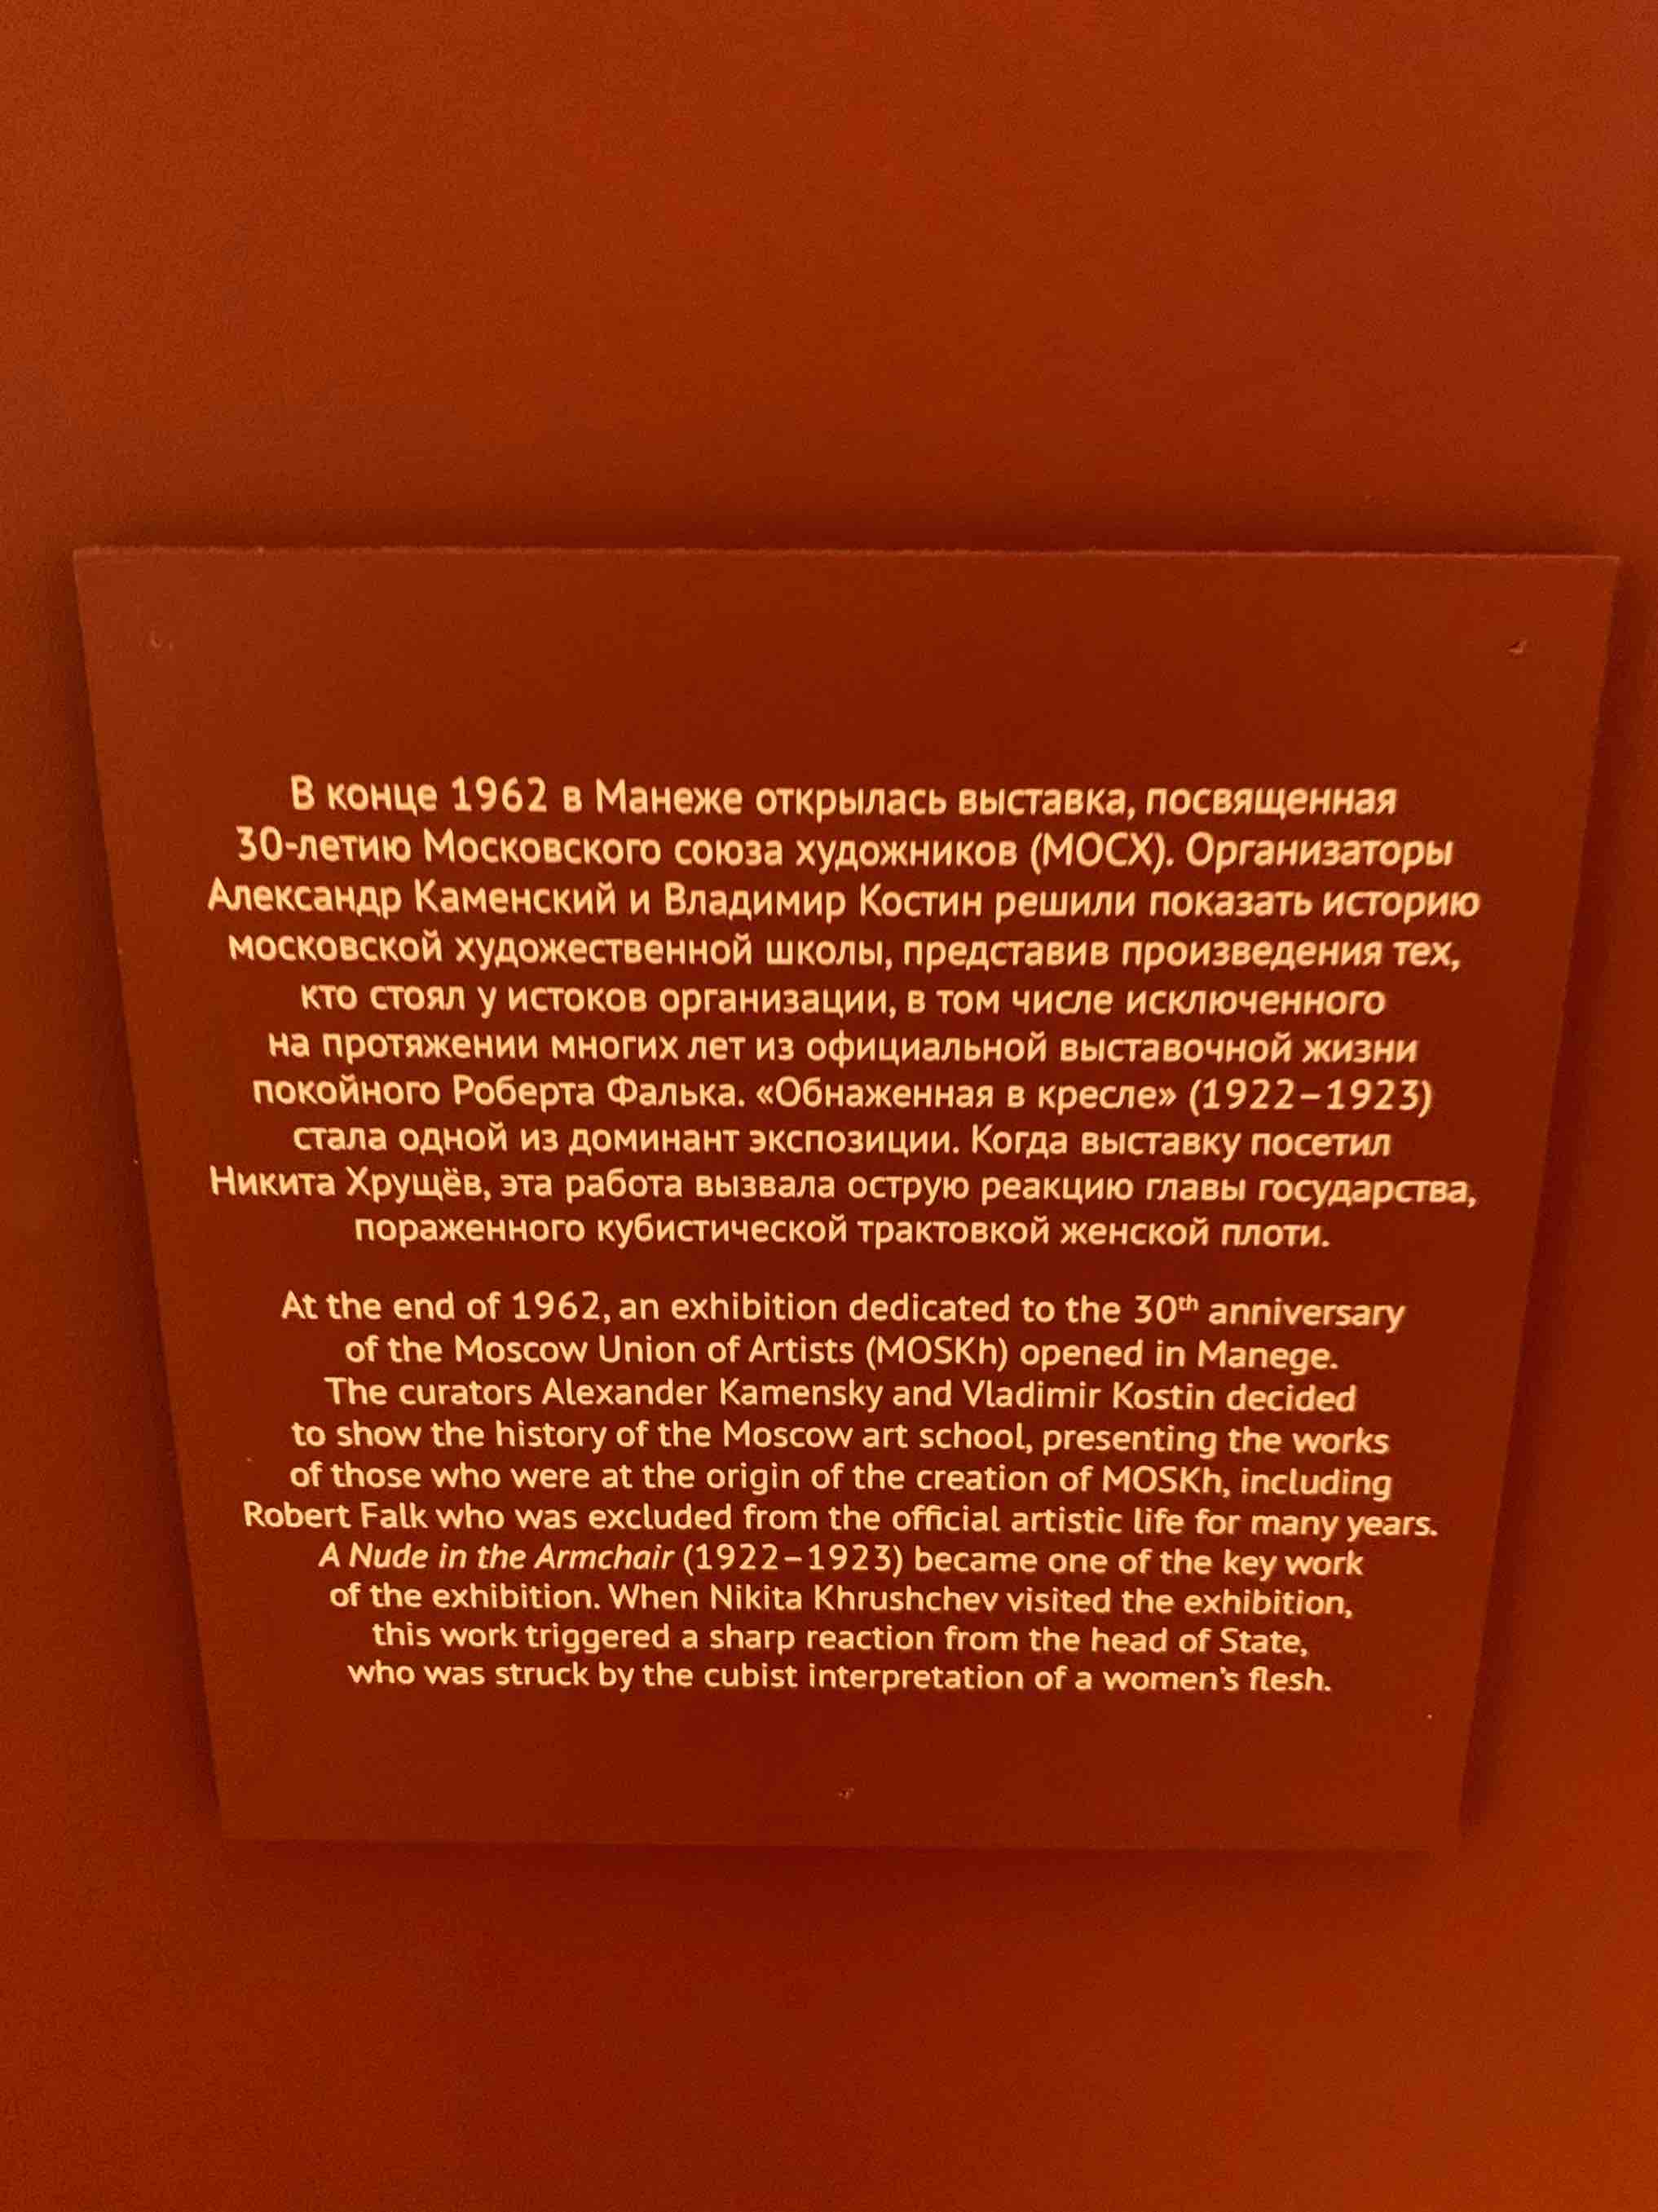 В конце 1962 в Манеже открылась выставка, посвященная
30-летию Московского союза художников (МОСХ). Организаторы
Александр Каменский и Владимир Костин решили показать историю
московской художественной школы, представив произведения тех,
кто стоял у истоков организации, в том числе исключенного
на протяжении многих лет из официальной выставочной жизни
покойного Роберта Фалька. «Обнаженная в кресле» (1922–1923)
стала одной из доминант экспозиции. Когда выставку посетил
Никита Хрущёв, эта работа вызвала острую реакцию главы государства,
пораженного кубистической трактовкой женской плоти.
At the end of 1962, an exhibition dedicated to the 30th anniversary
of the Moscow Union of Artists (MOSKh) opened in Manege.
The curators Alexander Kamensky and Vladimir Kostin decided
to show the history of the Moscow art school, presenting the works
of those who were at the origin of the creation of MOSKh, including
Robert Falk who was excluded from the official artistic life for many years.
A Nude in the Armchair (1922–1923) became one of the key work
of the exhibition. When Nikita Khrushchev visited the exhibition,
this work triggered a sharp reaction from the head of State,
who was struck by the cubist interpretation of a women's flesh.